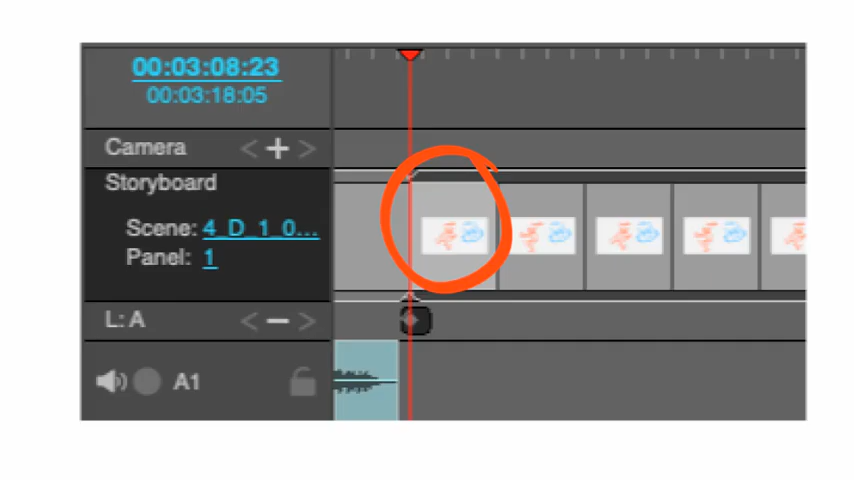 00:03:08:23
00:03:18:05
Camera < + >
Storyboard
Scene: 4_D_1_0...
Panel: 1
L: A < − >
A1